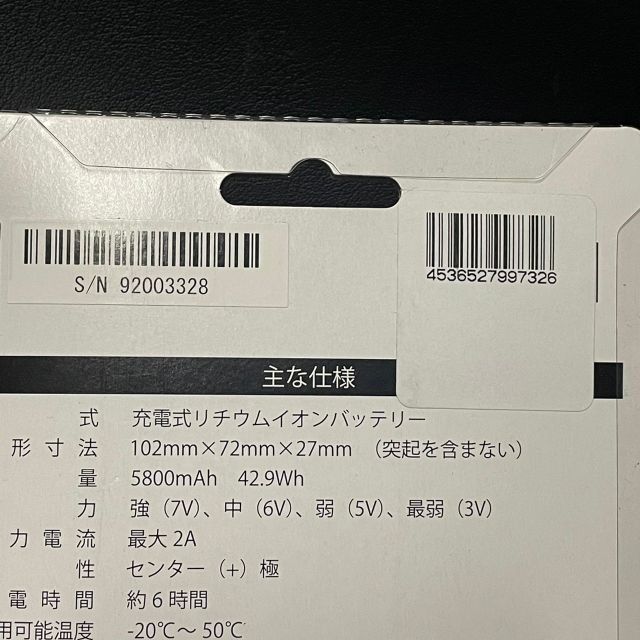 S/N 92003328
4536527997326
主な仕様
式 充電式リチウムイオンバッテリー
形寸法 102mm×72mm×27mm （突起を含まない）
量 5800mAh 42.9Wh
力 強（7V）、中（6V）、弱（5V）、最弱（3V）
力電流 最大2A
性 センター（+）極
電時間 約6時間
用可能温度 -20℃～50℃